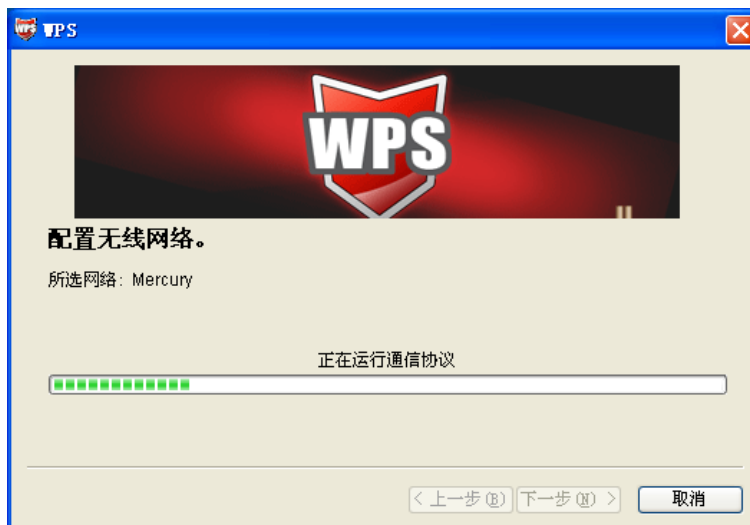 WPS
WPS
WPS
配置无线网络。
所选网络: Mercury
正在运行通信协议
< 上一步(B)
下一步(N) >
取消